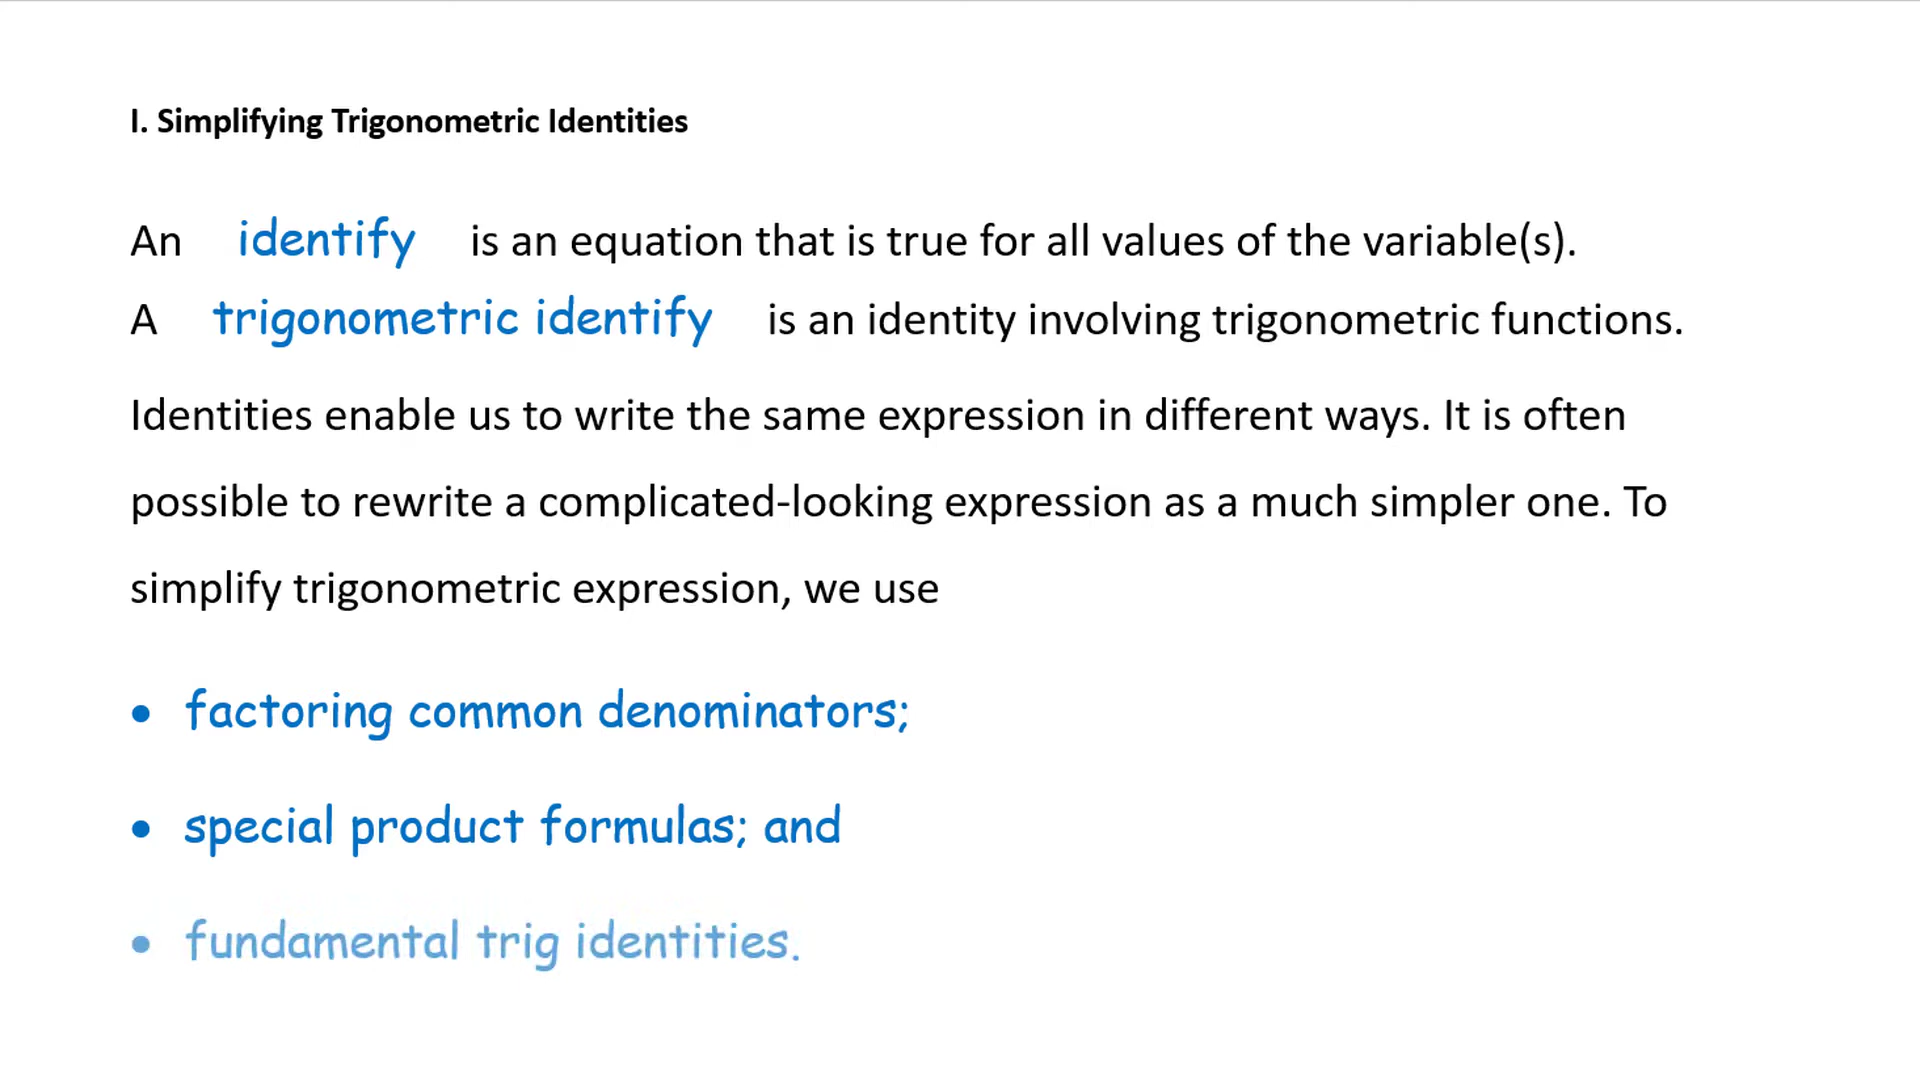 I. Simplifying Trigonometric Identities
An identify is an equation that is true for all values of the variable(s).
A trigonometric identify is an identity involving trigonometric functions.
Identities enable us to write the same expression in different ways. It is often
possible to rewrite a complicated-looking expression as a much simpler one. To
simplify trigonometric expression, we use
• factoring common denominators;
• special product formulas; and
• fundamental trig identities.